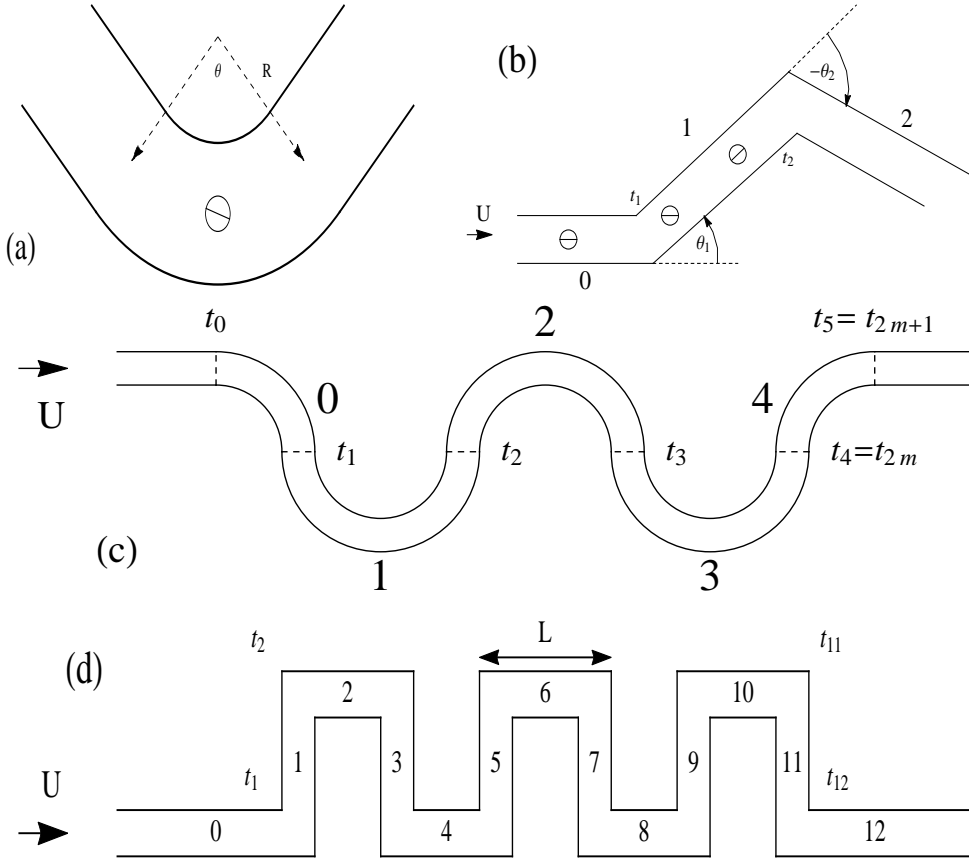 θ R
(a)
(b)
1
−θ₂
2
t₁ t₂
U
θ₁
0
t₀ 2 t₅= t₂ₘ₊₁
0 4
U
t₁ t₂ t₃ t₄=t₂ₘ
(c)
1 3
(d)
t₂ L t₁₁
2 6 10
U
t₁ 1 3 5 7 9 11 t₁₂
0 4 8 12